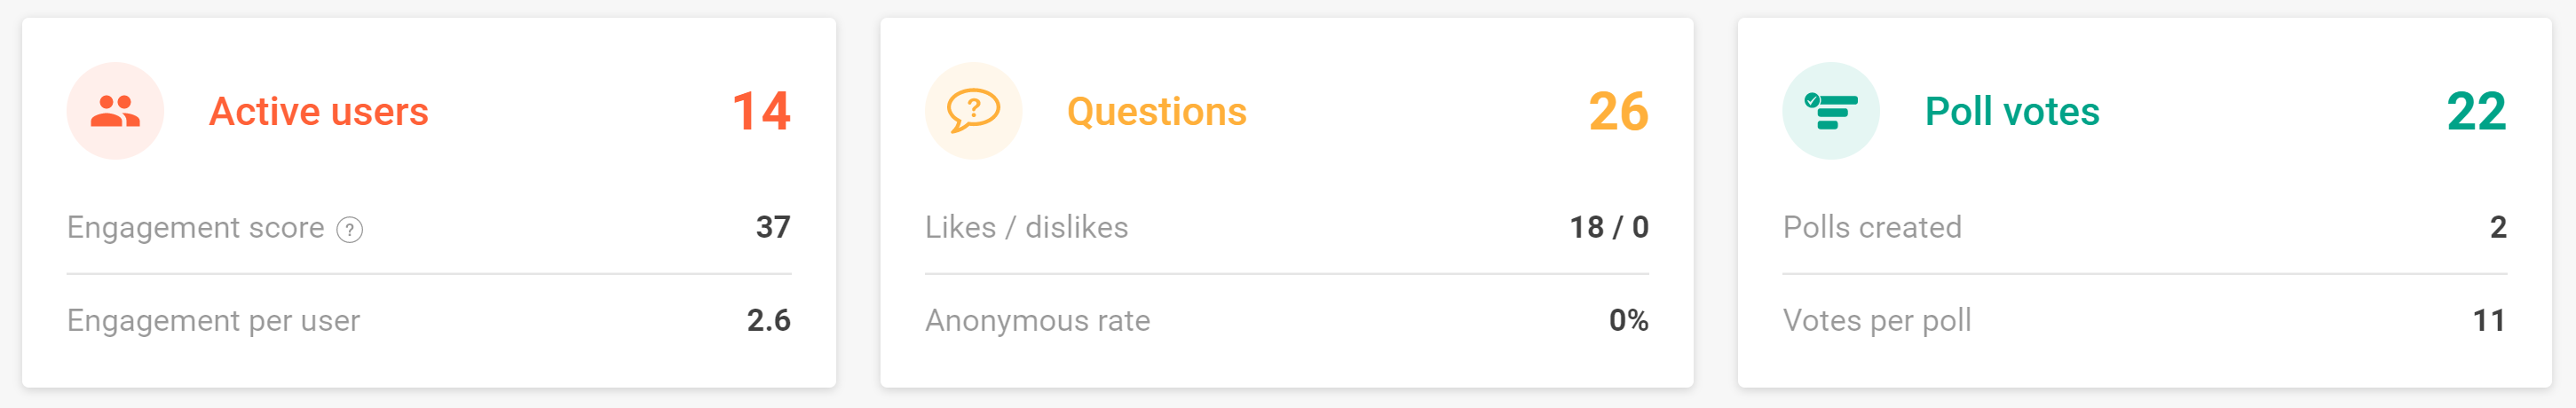 Active users 14
Engagement score ? 37
Engagement per user 2.6
? Questions 26
Likes / dislikes 18 / 0
Anonymous rate 0%
Poll votes 22
Polls created 2
Votes per poll 11